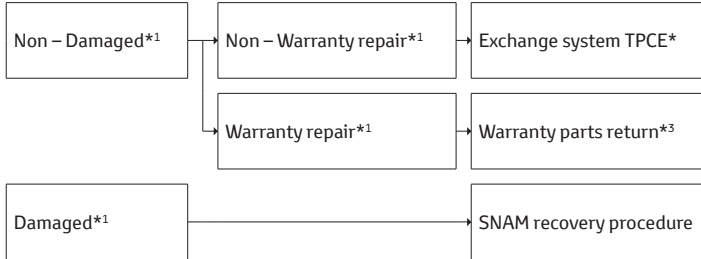 Non – Damaged*¹
Non – Warranty repair*¹
Exchange system TPCE*
Warranty repair*¹
Warranty parts return*³
Damaged*¹
SNAM recovery procedure